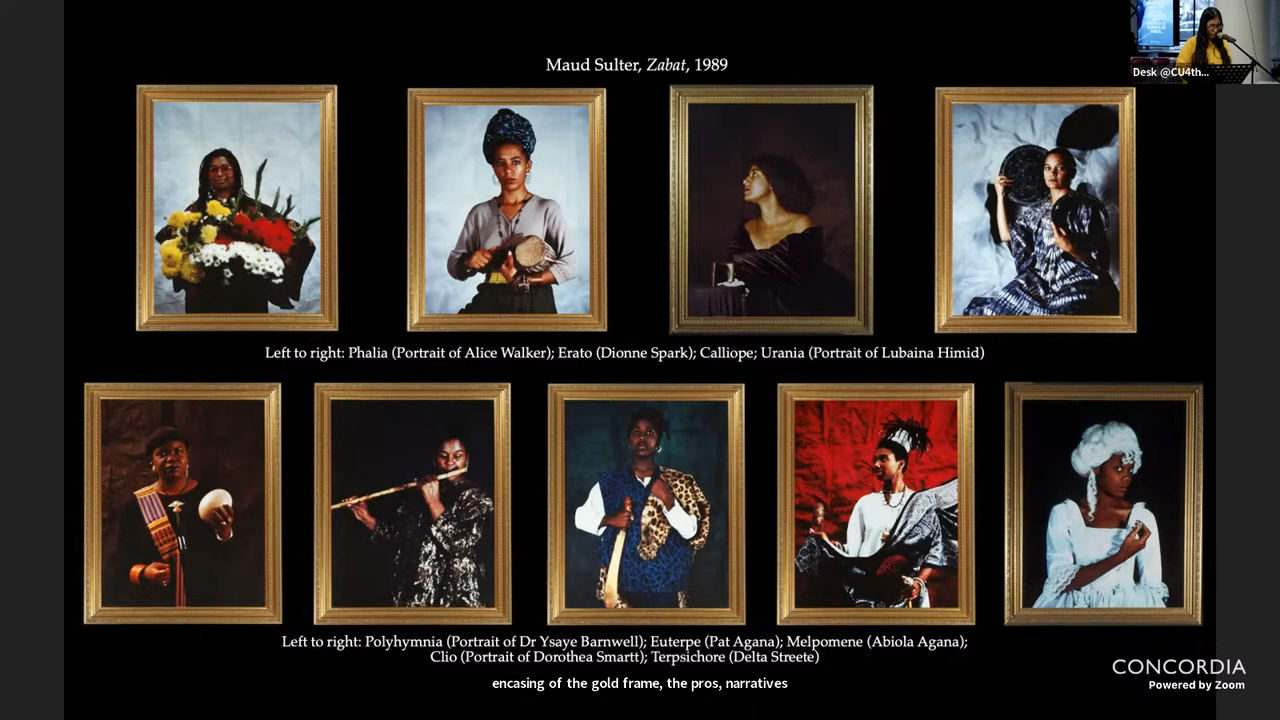 Maud Sulter, Zabat, 1989
Desk @CU4th...
Left to right: Phalia (Portrait of Alice Walker); Erato (Dionne Spark); Calliope; Urania (Portrait of Lubaina Himid)
Left to right: Polyhymnia (Portrait of Dr Ysaye Barnwell); Euterpe (Pat Agana); Melpomene (Abiola Agana);
Clio (Portrait of Dorothea Smartt); Terpsichore (Delta Streete)
CONCORDIA
Powered by Zoom
encasing of the gold frame, the pros, narratives